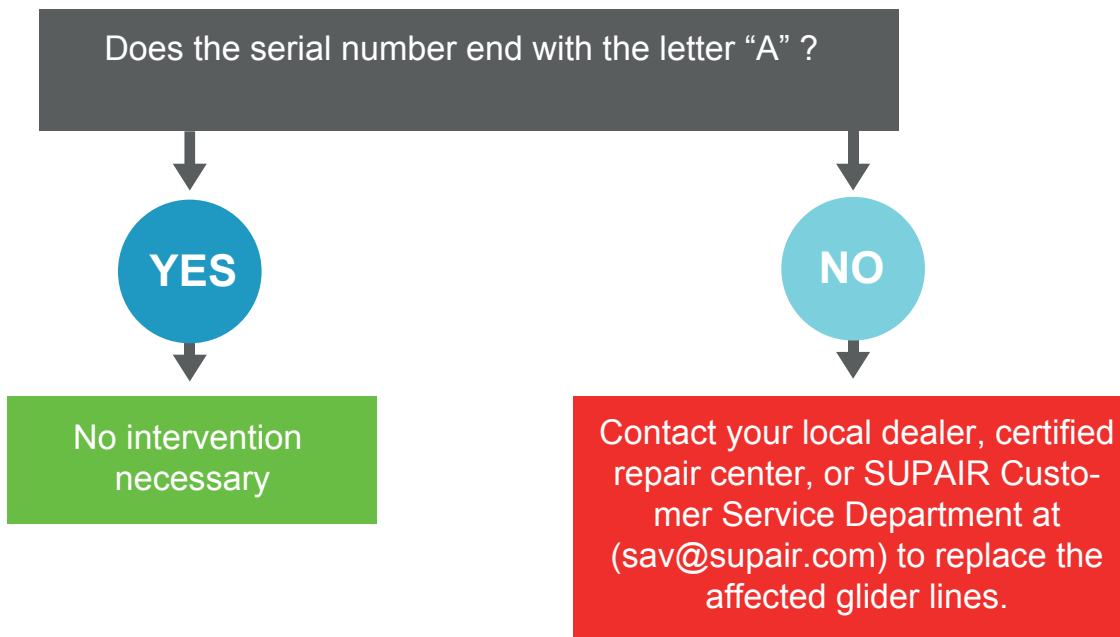 Does the serial number end with the letter “A” ?
YES
NO
No intervention
necessary
Contact your local dealer, certified
repair center, or SUPAIR Custo-
mer Service Department at
(sav@supair.com) to replace the
affected glider lines.